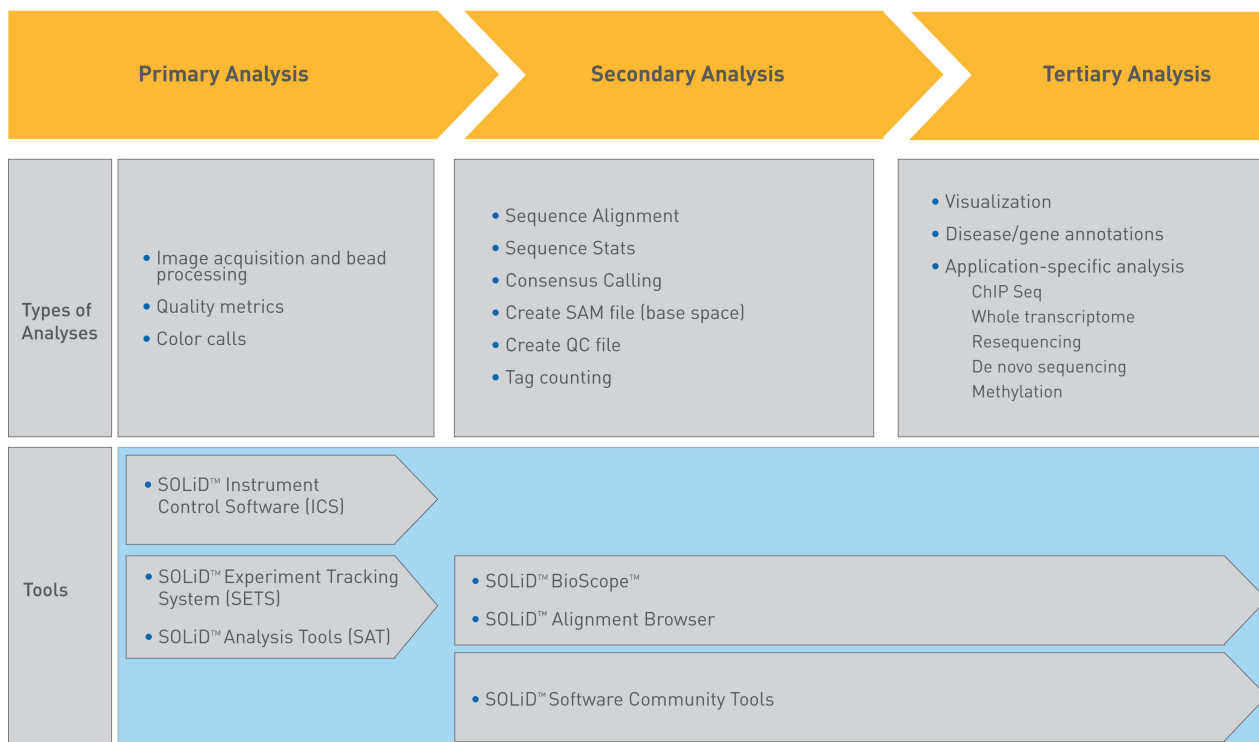 Primary Analysis
Secondary Analysis
Tertiary Analysis
Types of
Analyses
• Image acquisition and bead
processing
• Quality metrics
• Color calls
• Sequence Alignment
• Sequence Stats
• Consensus Calling
• Create SAM file (base space)
• Create QC file
• Tag counting
• Visualization
• Disease/gene annotations
• Application-specific analysis
ChIP Seq
Whole transcriptome
Resequencing
De novo sequencing
Methylation
Tools
• SOLiD™ Instrument
Control Software (ICS)
• SOLiD™ Experiment Tracking
System (SETS)
• SOLiD™ Analysis Tools (SAT)
• SOLiD™ BioScope™
• SOLiD™ Alignment Browser
• SOLiD™ Software Community Tools